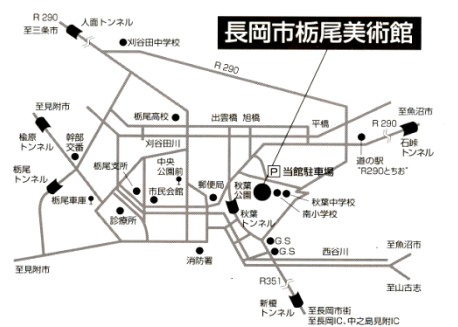 R 290
至三条市
人面トンネル
刈谷田中学校
長岡市栃尾美術館
R 290
至見附市
栃尾高校
出雲橋
旭橋
平橋
至魚沼市
R 290
楡原
トンネル
幹部
交番
刈谷田川
石峠
トンネル
道の駅
"R290とちお"
栃尾
トンネル
栃尾支所
中央
公園前
P 当館駐車場
郵便局
秋葉
公園
秋葉中学校
南小学校
栃尾車庫
市民会館
秋葉
トンネル
診療所
G.S
G.S
西谷川
至魚沼市
至見附市
消防署
R351
至山古志
新榎
トンネル
至長岡市街
至長岡IC、中之島見附IC